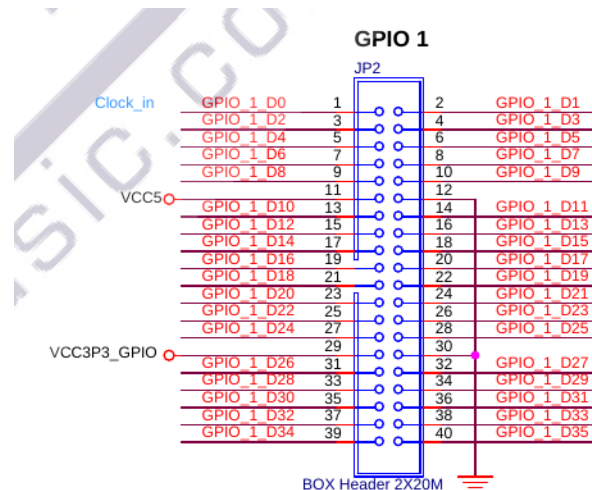 sic.co
GPIO 1
JP2
Clock_in GPIO_1_D0 1 2 GPIO_1_D1
GPIO_1_D2 3 4 GPIO_1_D3
GPIO_1_D4 5 6 GPIO_1_D5
GPIO_1_D6 7 8 GPIO_1_D7
GPIO_1_D8 9 10 GPIO_1_D9
VCC5 11 12
GPIO_1_D10 13 14 GPIO_1_D11
GPIO_1_D12 15 16 GPIO_1_D13
GPIO_1_D14 17 18 GPIO_1_D15
GPIO_1_D16 19 20 GPIO_1_D17
GPIO_1_D18 21 22 GPIO_1_D19
GPIO_1_D20 23 24 GPIO_1_D21
GPIO_1_D22 25 26 GPIO_1_D23
GPIO_1_D24 27 28 GPIO_1_D25
VCC3P3_GPIO 29 30
GPIO_1_D26 31 32 GPIO_1_D27
GPIO_1_D28 33 34 GPIO_1_D29
GPIO_1_D30 35 36 GPIO_1_D31
GPIO_1_D32 37 38 GPIO_1_D33
GPIO_1_D34 39 40 GPIO_1_D35
BOX Header 2X20M